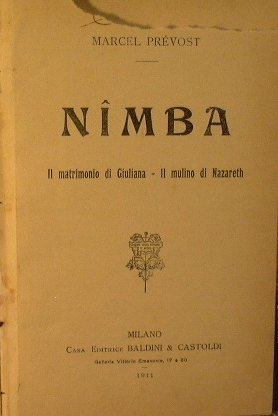 MARCEL PRÉVOST
NÎMBA
Il matrimonio di Giuliana - Il mulino di Nazareth
MILANO
CASA EDITRICE BALDINI & CASTOLDI
Galleria Vittorio Emanuele, 17 e 80
1911